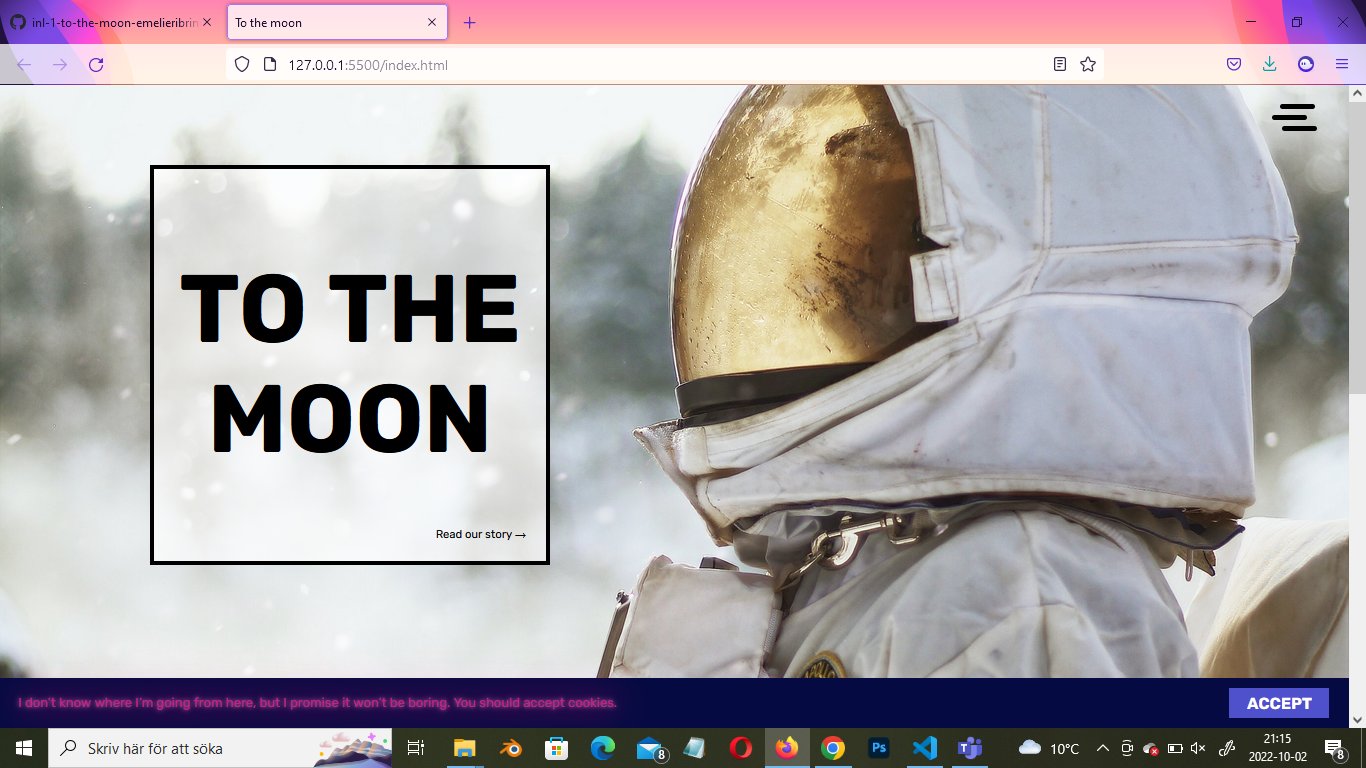 inl-1-to-the-moon-emelieribrin
To the moon
127.0.0.1:5500/index.html
TO THE
MOON
Read our story →
I don't know where I'm going from here, but I promise it won't be boring. You should accept cookies.
ACCEPT
Skriv här för att söka
8
Ps
10°C
21:15
2022-10-02
8